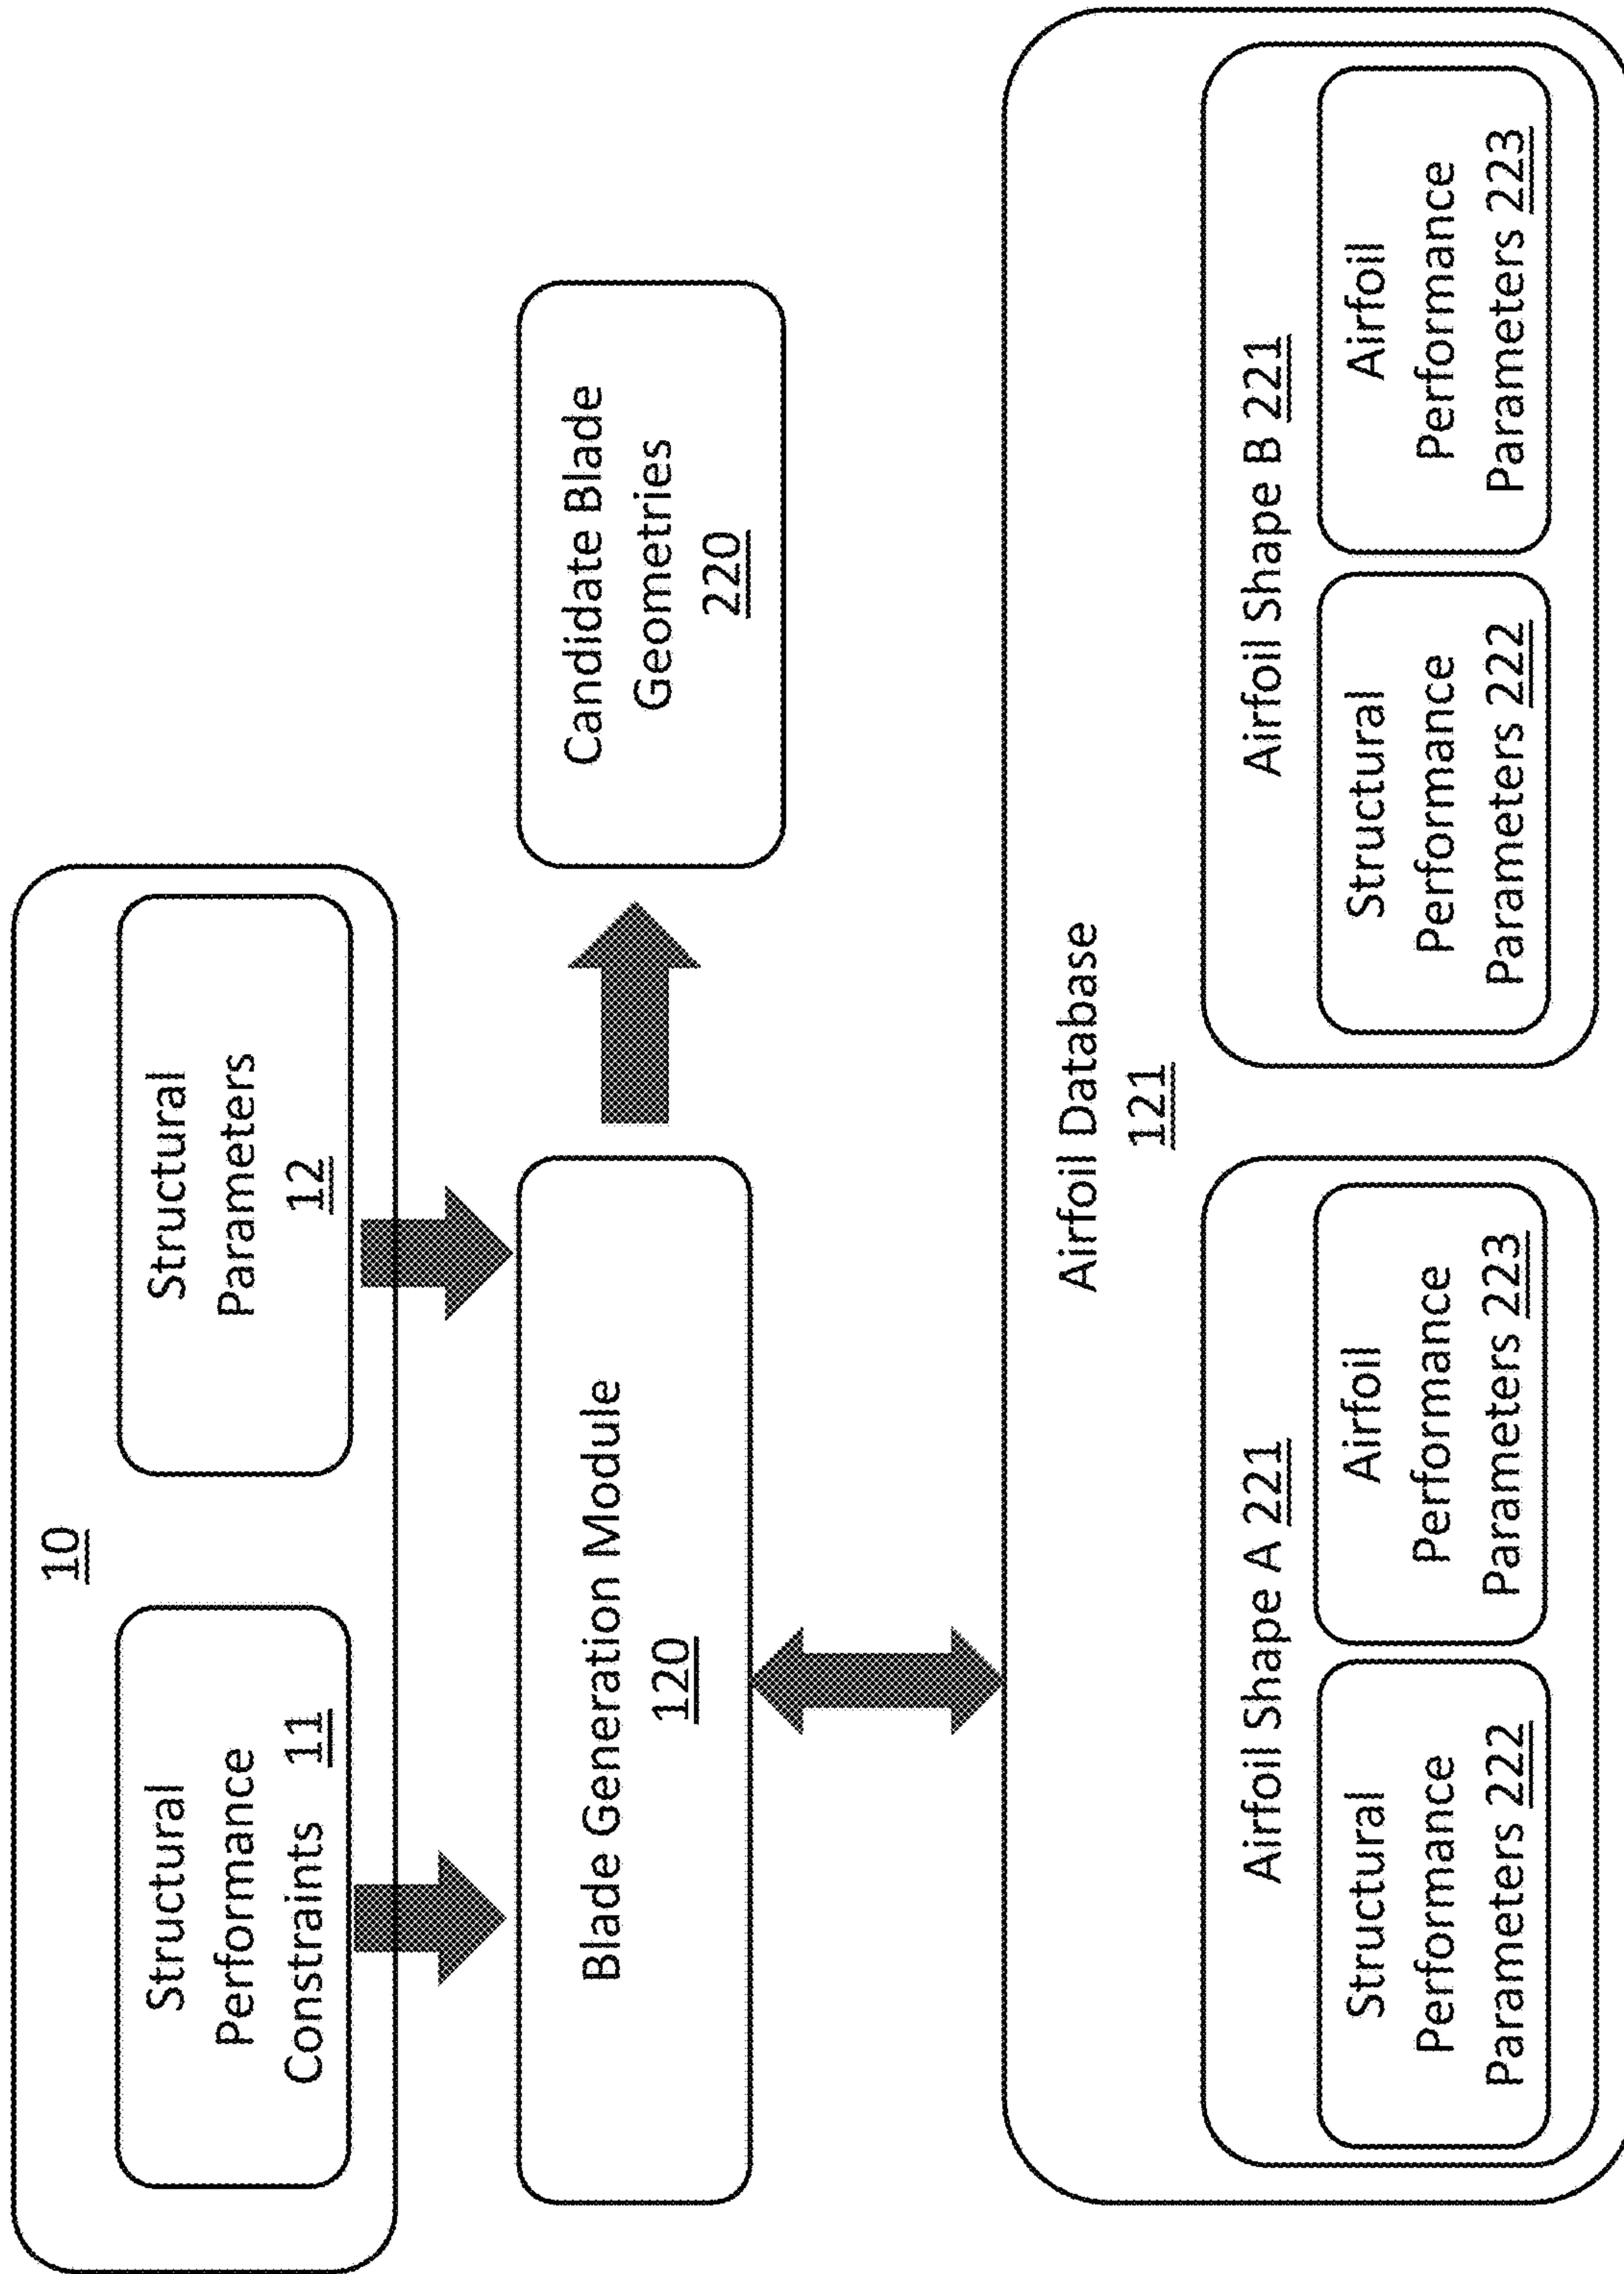 10
Structural
Performance
Constraints 11
Structural
Parameters
12
Blade Generation Module
120
Candidate Blade
Geometries
220
Airfoil Database
121
Airfoil Shape A 221
Structural
Performance
Parameters 222
Airfoil
Performance
Parameters 223
Airfoil Shape B 221
Structural
Performance
Parameters 222
Airfoil
Performance
Parameters 223